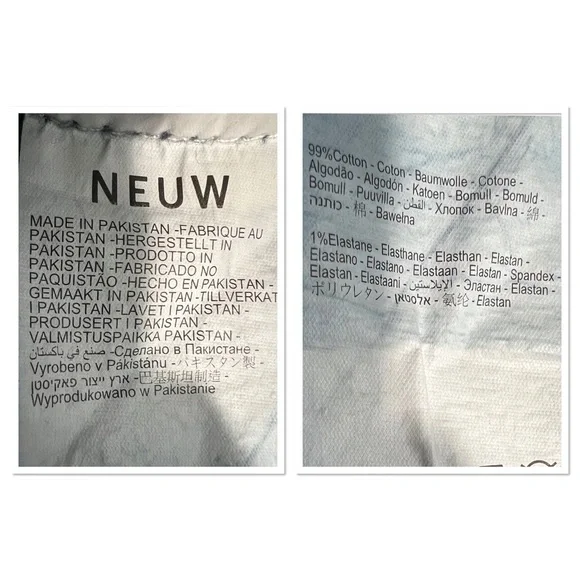 NEUW
MADE IN PAKISTAN -FABRIQUE AU
PAKISTAN -HERGESTELLT IN
PAKISTAN -PRODOTTO IN
PAKISTAN -FABRICADO NO
PAQUISTÃO -HECHO EN PAKISTAN -
GEMAAKT IN PAKISTAN -TILLVERKAT
I PAKISTAN -LAVET I PAKISTAN -
PRODUSERT I PAKISTAN -
VALMISTUSPAIKKA PAKISTAN -
صنع في باكستان -Сделано в Пакистане -
Vyrobeno v Pákistánu -パキスタン製 -
ארץ ייצור פאקיסטן -巴基斯坦制造 -
Wyprodukowano w Pakistanie
99%Cotton - Coton - Baumwolle - Cotone -
Algodão - Algodón - Katoen - Bomull - Bomuld -
Bomull - Puuvilla - القطن - Хлопок - Bavlna - 綿 -
כותנה - 棉 - Bawelna
1%Elastane - Elasthane - Elasthan - Elastan -
Elastano - Elastano - Elastaan - Elastan - Spandex -
Elastan - Elastaani - الإيلاستين - Эластан - Elastan -
ポリウレタン - אלסטאן - 氨纶 - Elastan